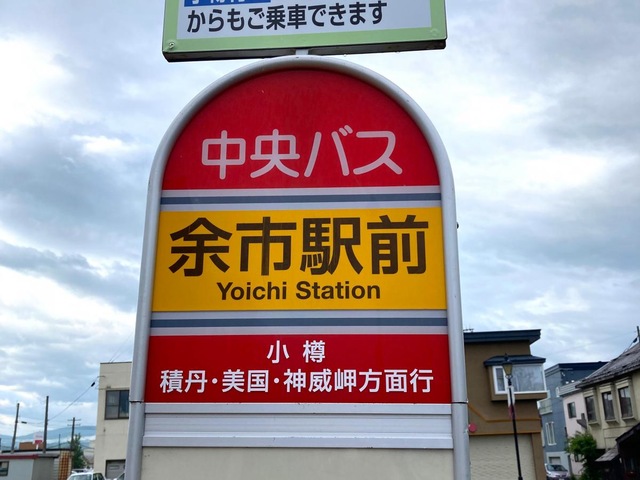 からもご乗車できます
中央バス
余市駅前
Yoichi Station
小樽
積丹・美国・神威岬方面行